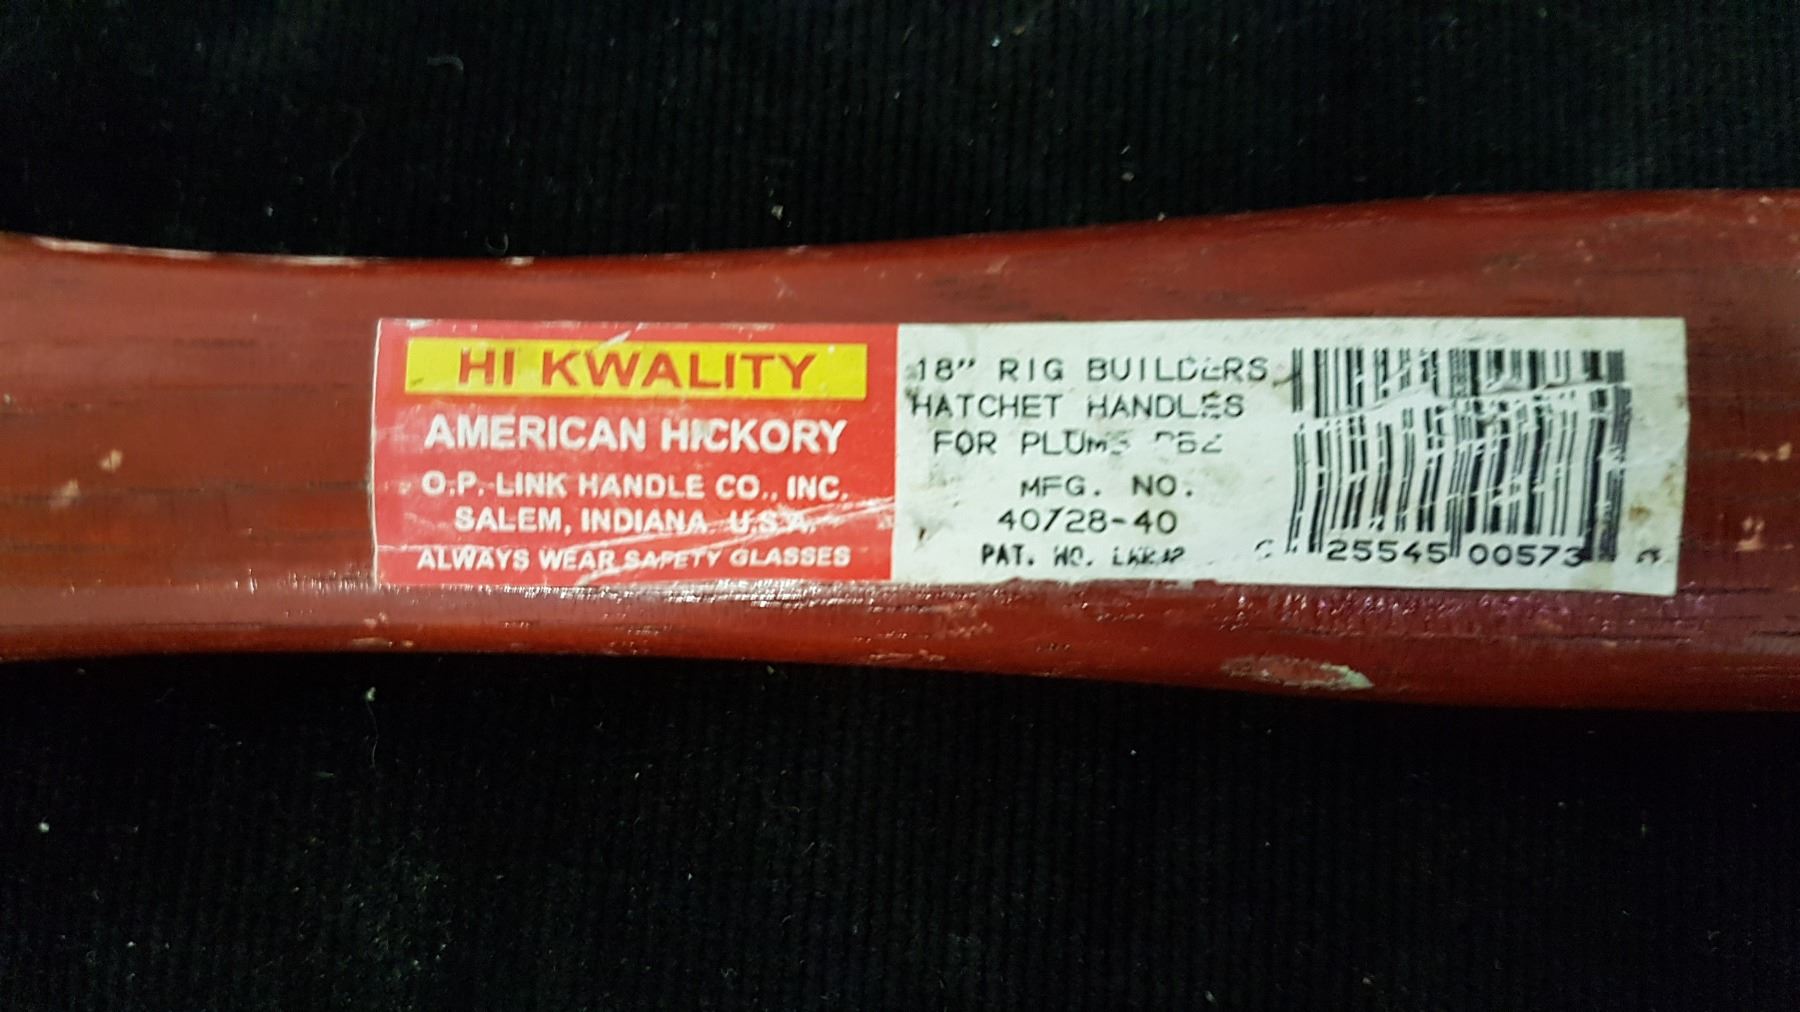 HI KWALITY
AMERICAN HICKORY
O.P. LINK HANDLE CO., INC.
SALEM, INDIANA, U.S.A.
ALWAYS WEAR SAFETY GLASSES
18" RIG BUILDERS
HATCHET HANDLES
FOR
MFG. NO.
40728-40
PAT. NO.
25545 00573 3